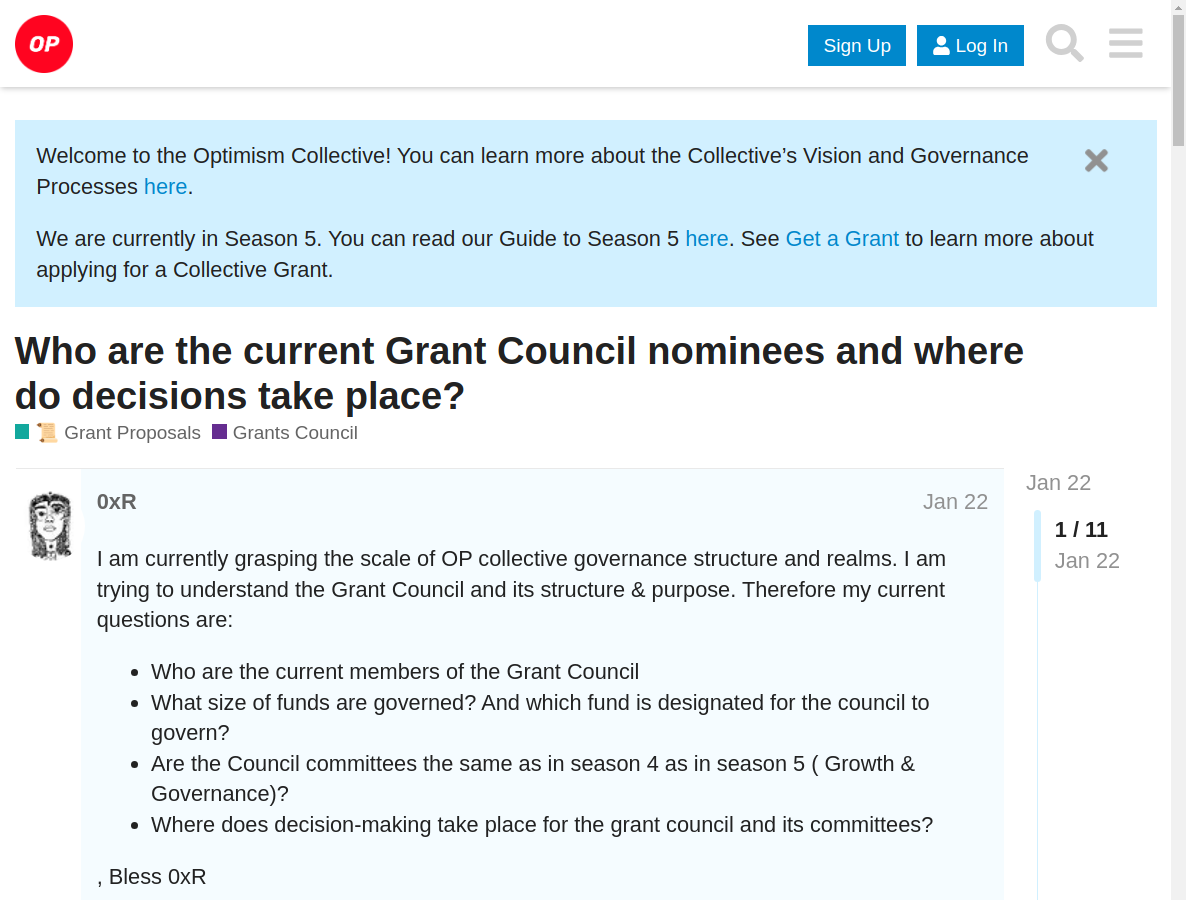 OP
Sign Up
Log In
Welcome to the Optimism Collective! You can learn more about the Collective’s Vision and Governance
Processes here.
We are currently in Season 5. You can read our Guide to Season 5 here. See Get a Grant to learn more about
applying for a Collective Grant.
Who are the current Grant Council nominees and where
do decisions take place?
Grant Proposals Grants Council
0xR
Jan 22
Jan 22
1 / 11
Jan 22
I am currently grasping the scale of OP collective governance structure and realms. I am
trying to understand the Grant Council and its structure & purpose. Therefore my current
questions are:
• Who are the current members of the Grant Council
• What size of funds are governed? And which fund is designated for the council to
govern?
• Are the Council committees the same as in season 4 as in season 5 ( Growth &
Governance)?
• Where does decision-making take place for the grant council and its committees?
, Bless 0xR